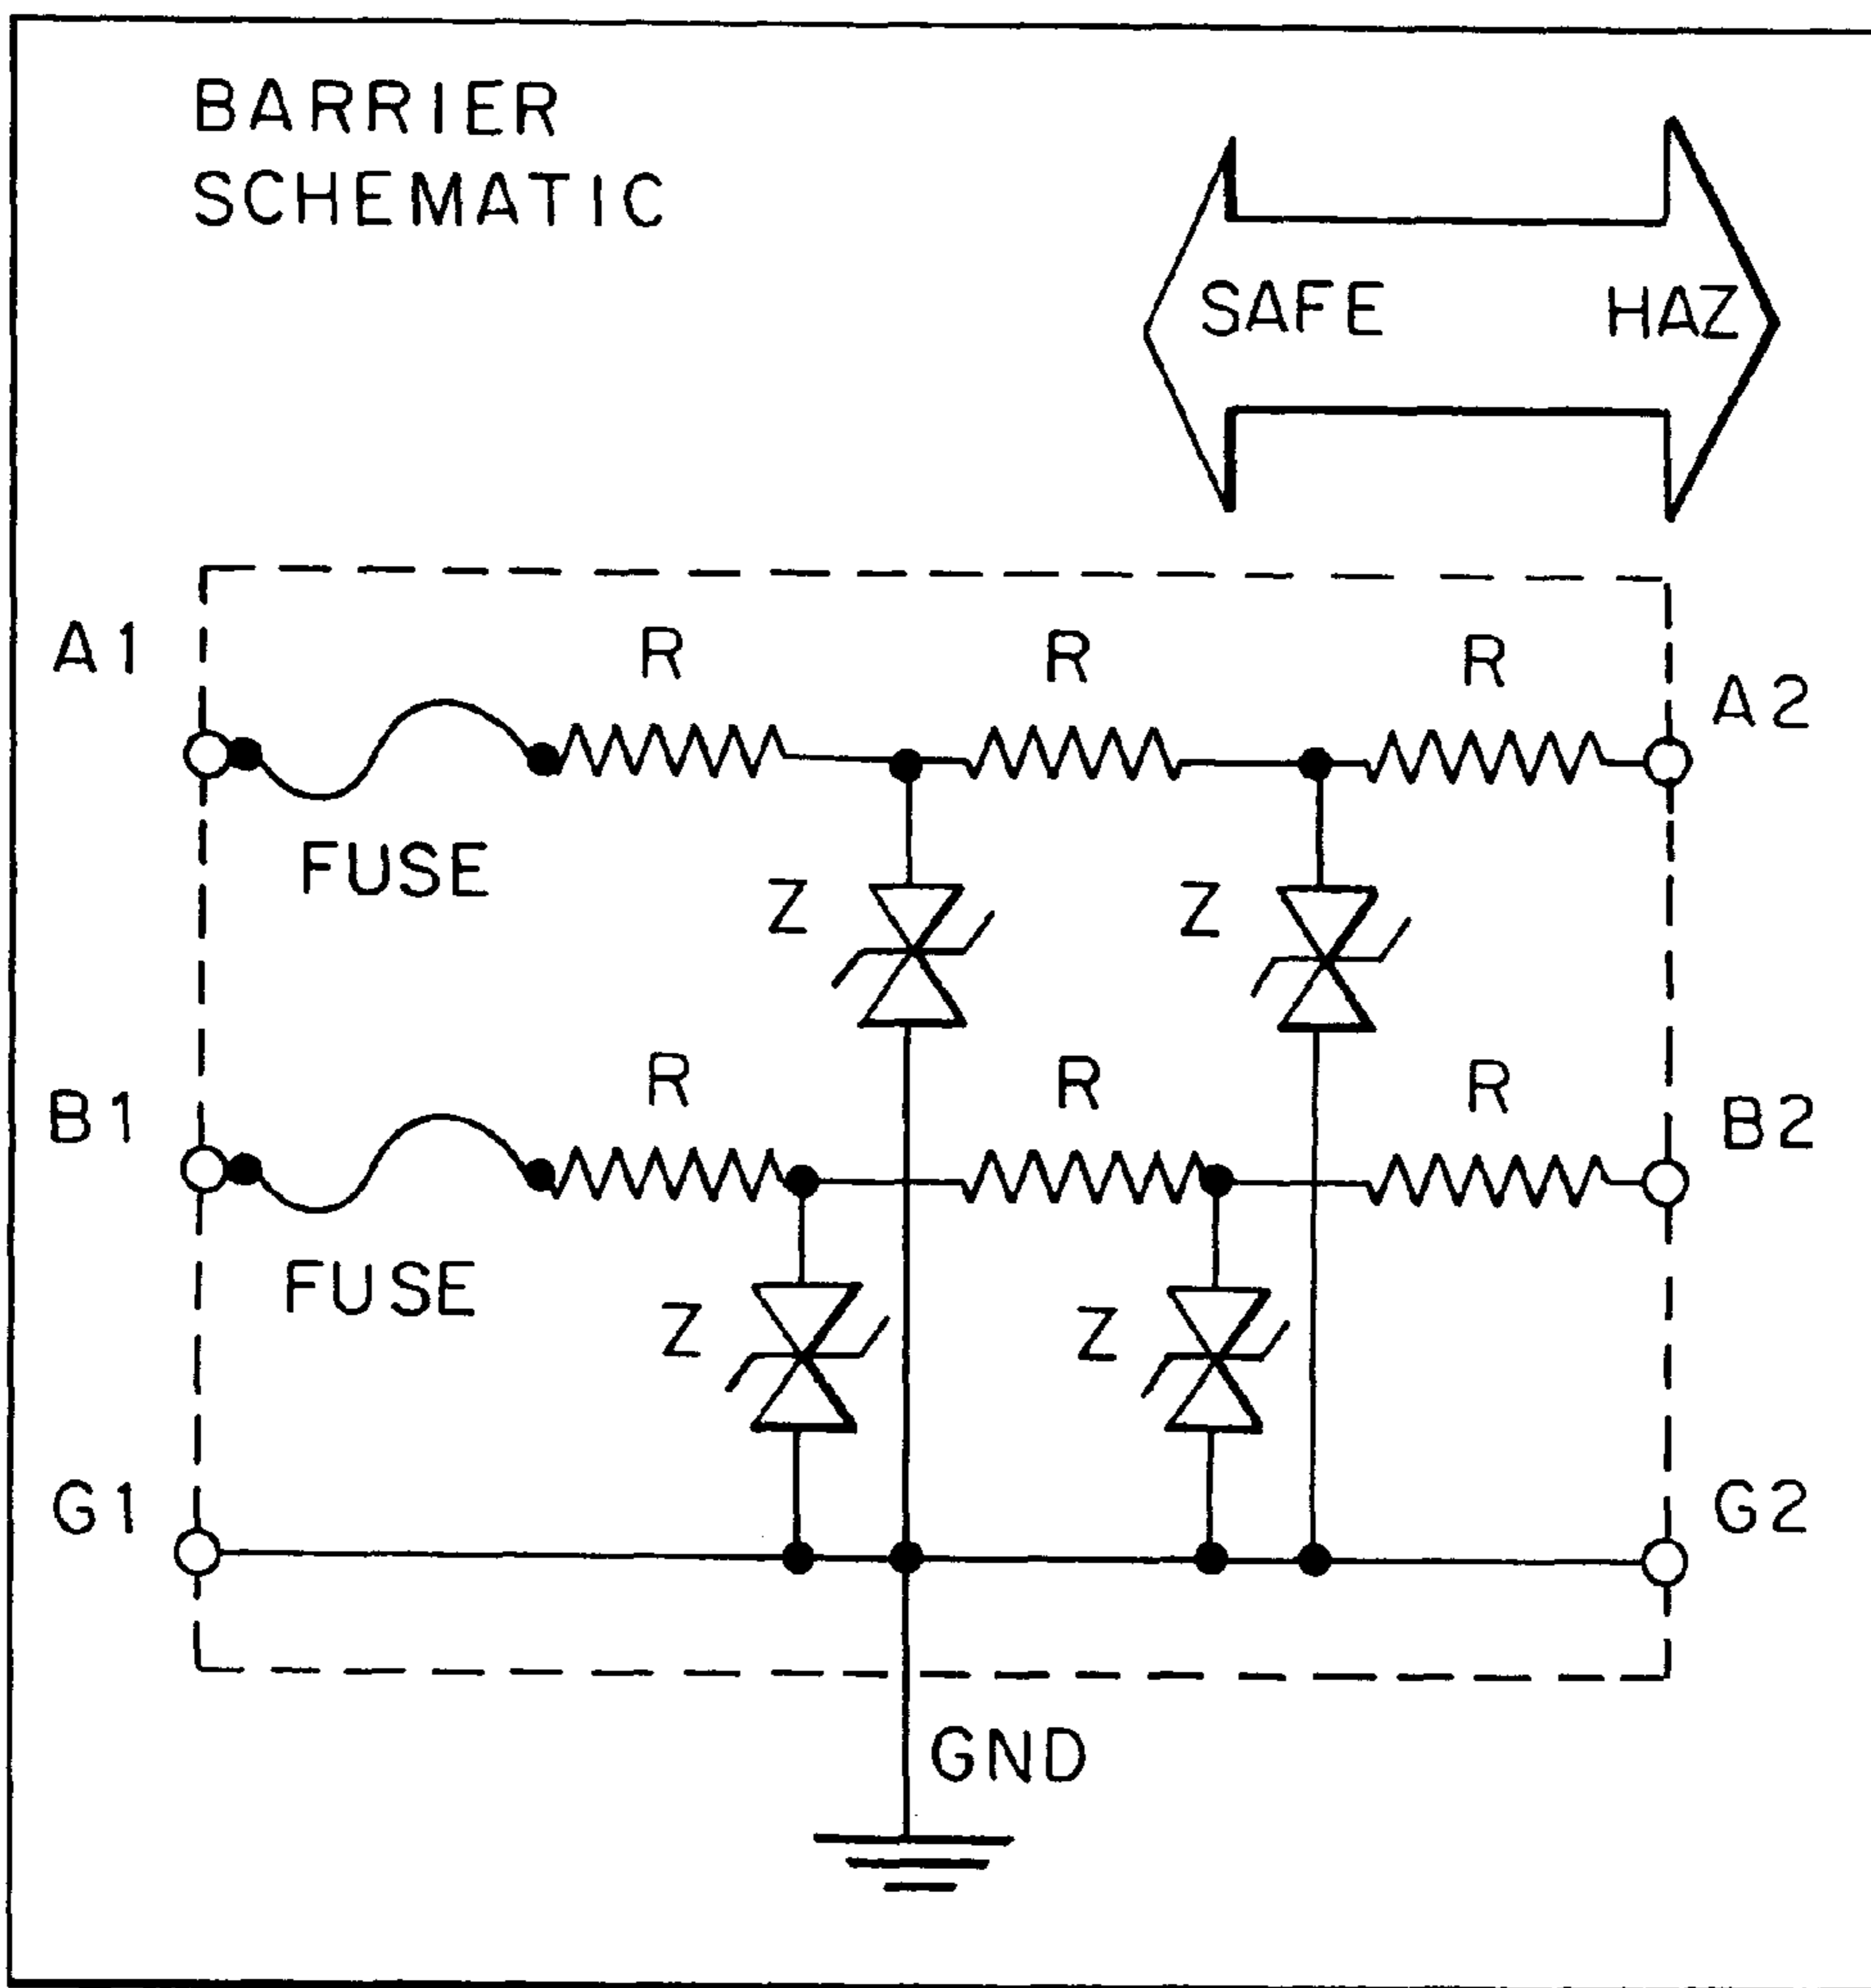 BARRIER
SCHEMATIC
SAFE HAZ
A1 R R R A2
FUSE Z Z
B1 R R R B2
FUSE Z Z
G1 G2
GND